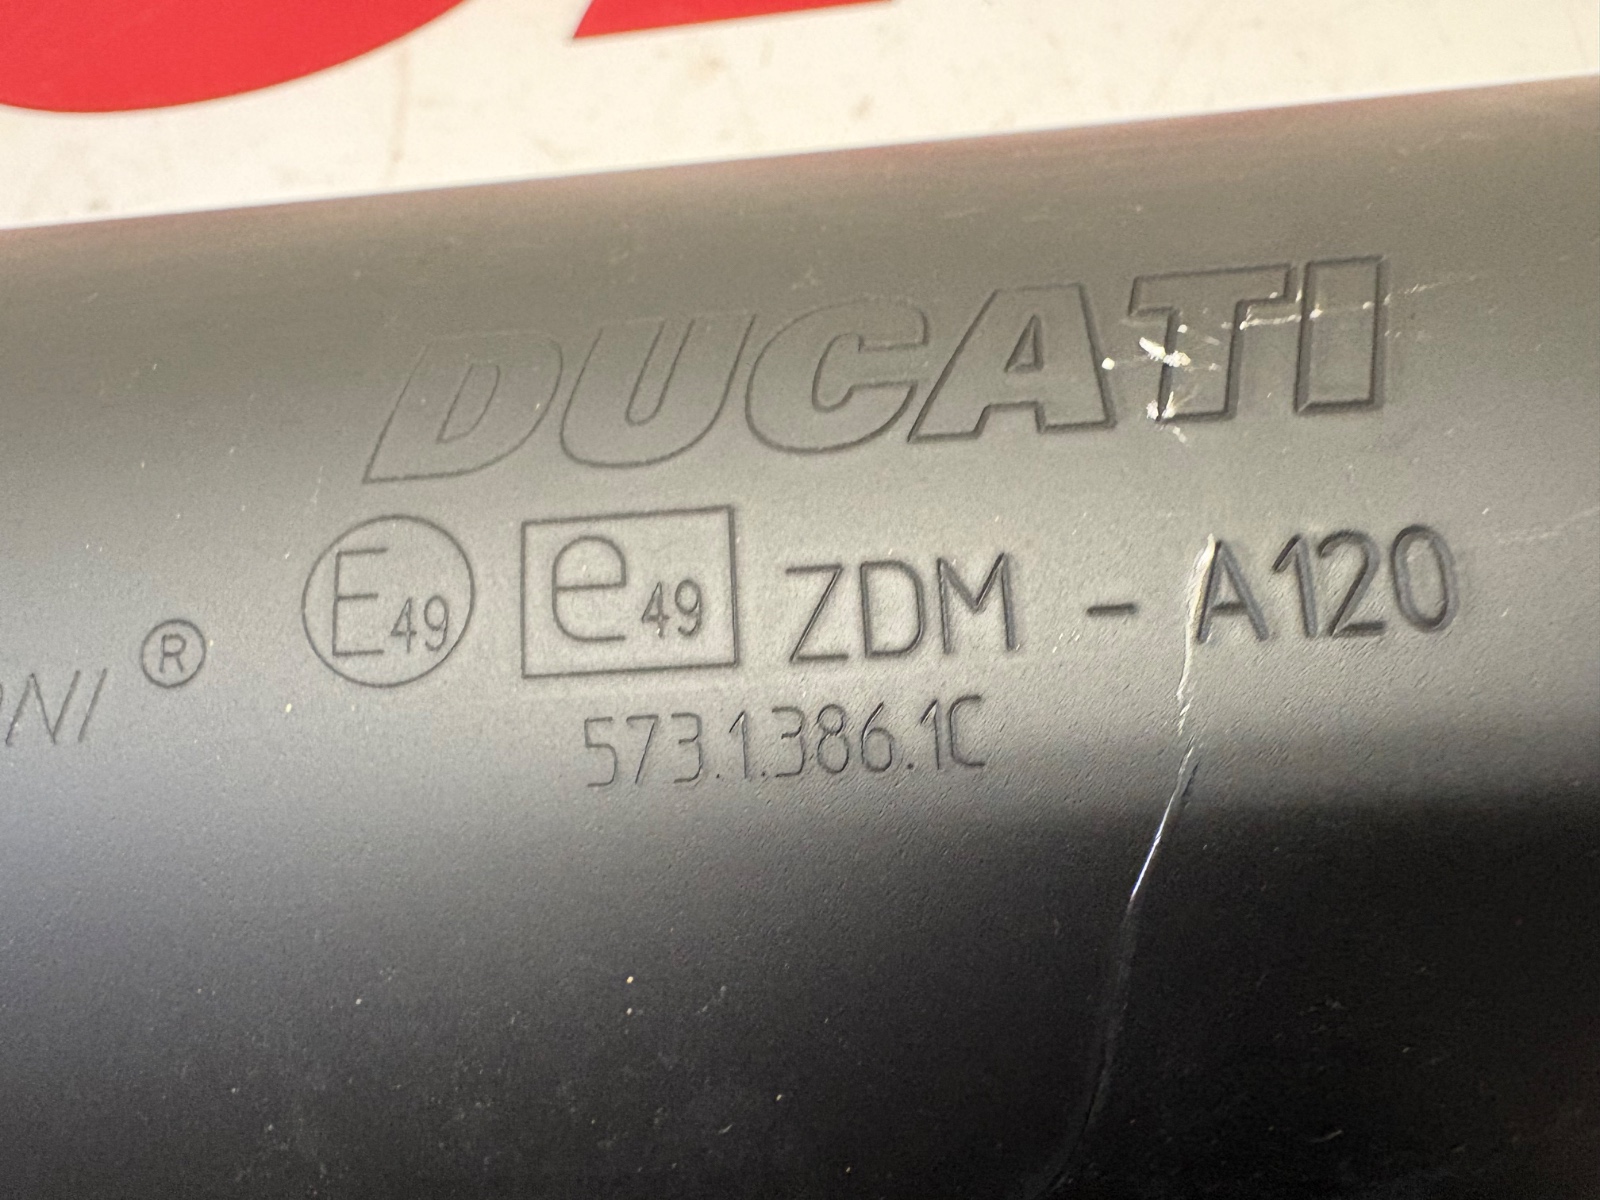 DUCATI
E49 e49 ZDM - A120
®
573.1.386.1C